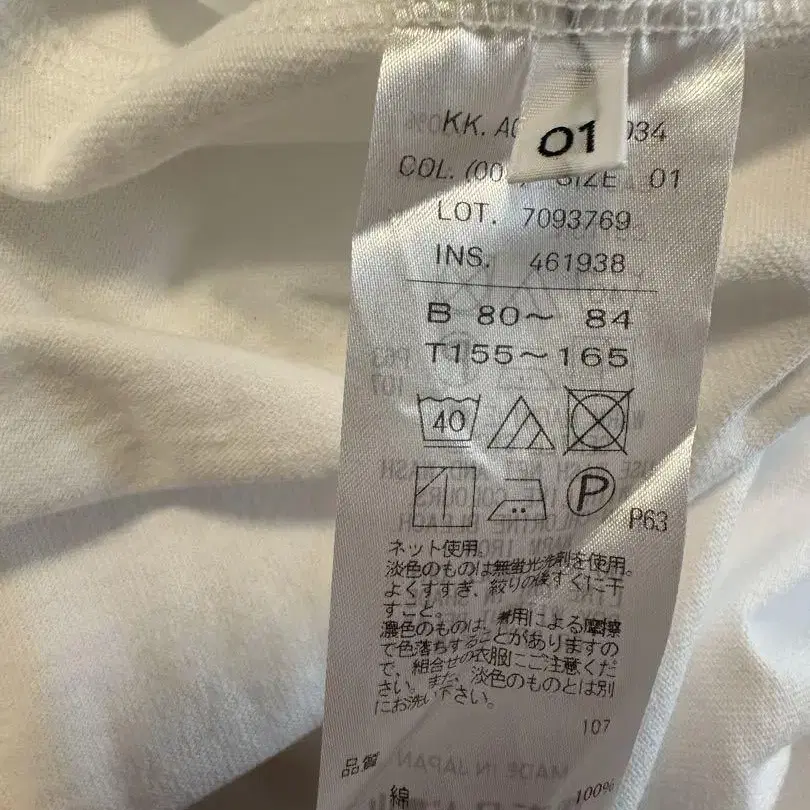 KK. AC 934
01
COL. (00 SIZE 01
LOT. 7093769
INS. 461938
B 80～ 84
T155～165
40
P
P63
ネット使用。
淡色のものは無蛍光洗剤を使用。
よくすすぎ、絞りの後すぐに干
すこと。
濃色のものは、着用による摩擦
で色落ちすることがありますの
で、組合せの衣服にご注意くだ
さい。また、淡色のものとは別
にお洗い下さい。
107
品質
綿 100%
MADE IN JAPAN